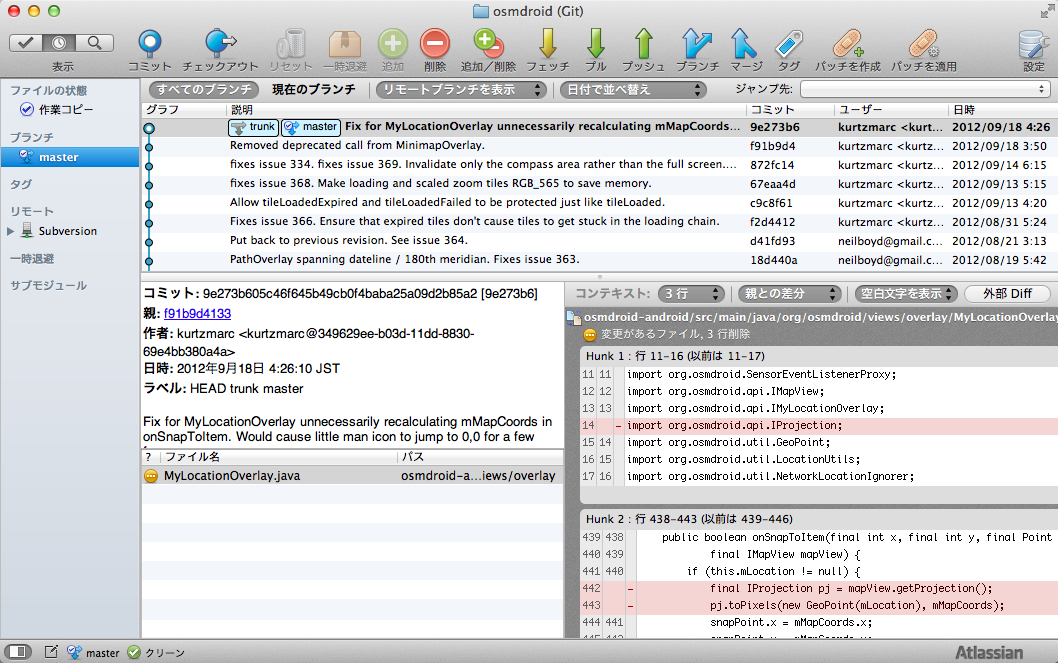 osmdroid (Git)
表示
コミット
チェックアウト
リセット
一時退避
追加
削除
追加/削除
フェッチ
プル
プッシュ
ブランチ
マージ
タグ
パッチを作成
パッチを適用
設定
すべてのブランチ
現在のブランチ
リモートブランチを表示
日付で並べ替え
ジャンプ先:
ファイルの状態
作業コピー
ブランチ
master
タグ
リモート
Subversion
一時退避
サブモジュール
グラフ 説明 コミット ユーザー 日時
trunk master Fix for MyLocationOverlay unnecessarily recalculating mMapCoords... 9e273b6 kurtzmarc <kurt... 2012/09/18 4:26
Removed deprecated call from MinimapOverlay. f91b9d4 kurtzmarc <kurtz... 2012/09/18 3:50
fixes issue 334. fixes issue 369. Invalidate only the compass area rather than the full screen.... 872fc14 kurtzmarc <kurtz... 2012/09/14 6:15
fixes issue 368. Make loading and scaled zoom tiles RGB_565 to save memory. 67eaa4d kurtzmarc <kurtz... 2012/09/13 5:15
Allow tileLoadedExpired and tileLoadedFailed to be protected just like tileLoaded. c9c8f61 kurtzmarc <kurtz... 2012/09/13 4:20
Fixes issue 366. Ensure that expired tiles don't cause tiles to get stuck in the loading chain. f2d4412 kurtzmarc <kurtz... 2012/08/31 5:24
Put back to previous revision. See issue 364. d41fd93 neilboyd@gmail.c... 2012/08/21 3:13
PathOverlay spanning dateline / 180th meridian. Fixes issue 363. 18d440a neilboyd@gmail.c... 2012/08/19 5:42
コミット: 9e273b605c46f645b49cb0f4baba25a09d2b85a2 [9e273b6]
親: f91b9d4133
作者: kurtzmarc <kurtzmarc@349629ee-b03d-11dd-8830-
69e4bb380a4a>
日時: 2012年9月18日 4:26:10 JST
ラベル: HEAD trunk master
Fix for MyLocationOverlay unnecessarily recalculating mMapCoords in
onSnapToItem. Would cause little man icon to jump to 0,0 for a few
? ファイル名 パス
MyLocationOverlay.java osmdroid-a...iews/overlay
コンテキスト: 3 行 親との差分 空白文字を表示 外部 Diff
osmdroid-android/src/main/java/org/osmdroid/views/overlay/MyLocationOverlay
変更があるファイル, 3 行削除
Hunk 1 : 行 11-16 (以前は 11-17)
11 11 import org.osmdroid.SensorEventListenerProxy;
12 12 import org.osmdroid.api.IMapView;
13 13 import org.osmdroid.api.IMyLocationOverlay;
14 - import org.osmdroid.api.IProjection;
15 14 import org.osmdroid.util.GeoPoint;
16 15 import org.osmdroid.util.LocationUtils;
17 16 import org.osmdroid.util.NetworkLocationIgnorer;
Hunk 2 : 行 438-443 (以前は 439-446)
439 438 public boolean onSnapToItem(final int x, final int y, final Point
440 439 final IMapView mapView) {
441 440 if (this.mLocation != null) {
442 - final IProjection pj = mapView.getProjection();
443 - pj.toPixels(new GeoPoint(mLocation), mMapCoords);
444 441 snapPoint.x = mMapCoords.x;
master
クリーン
Atlassian